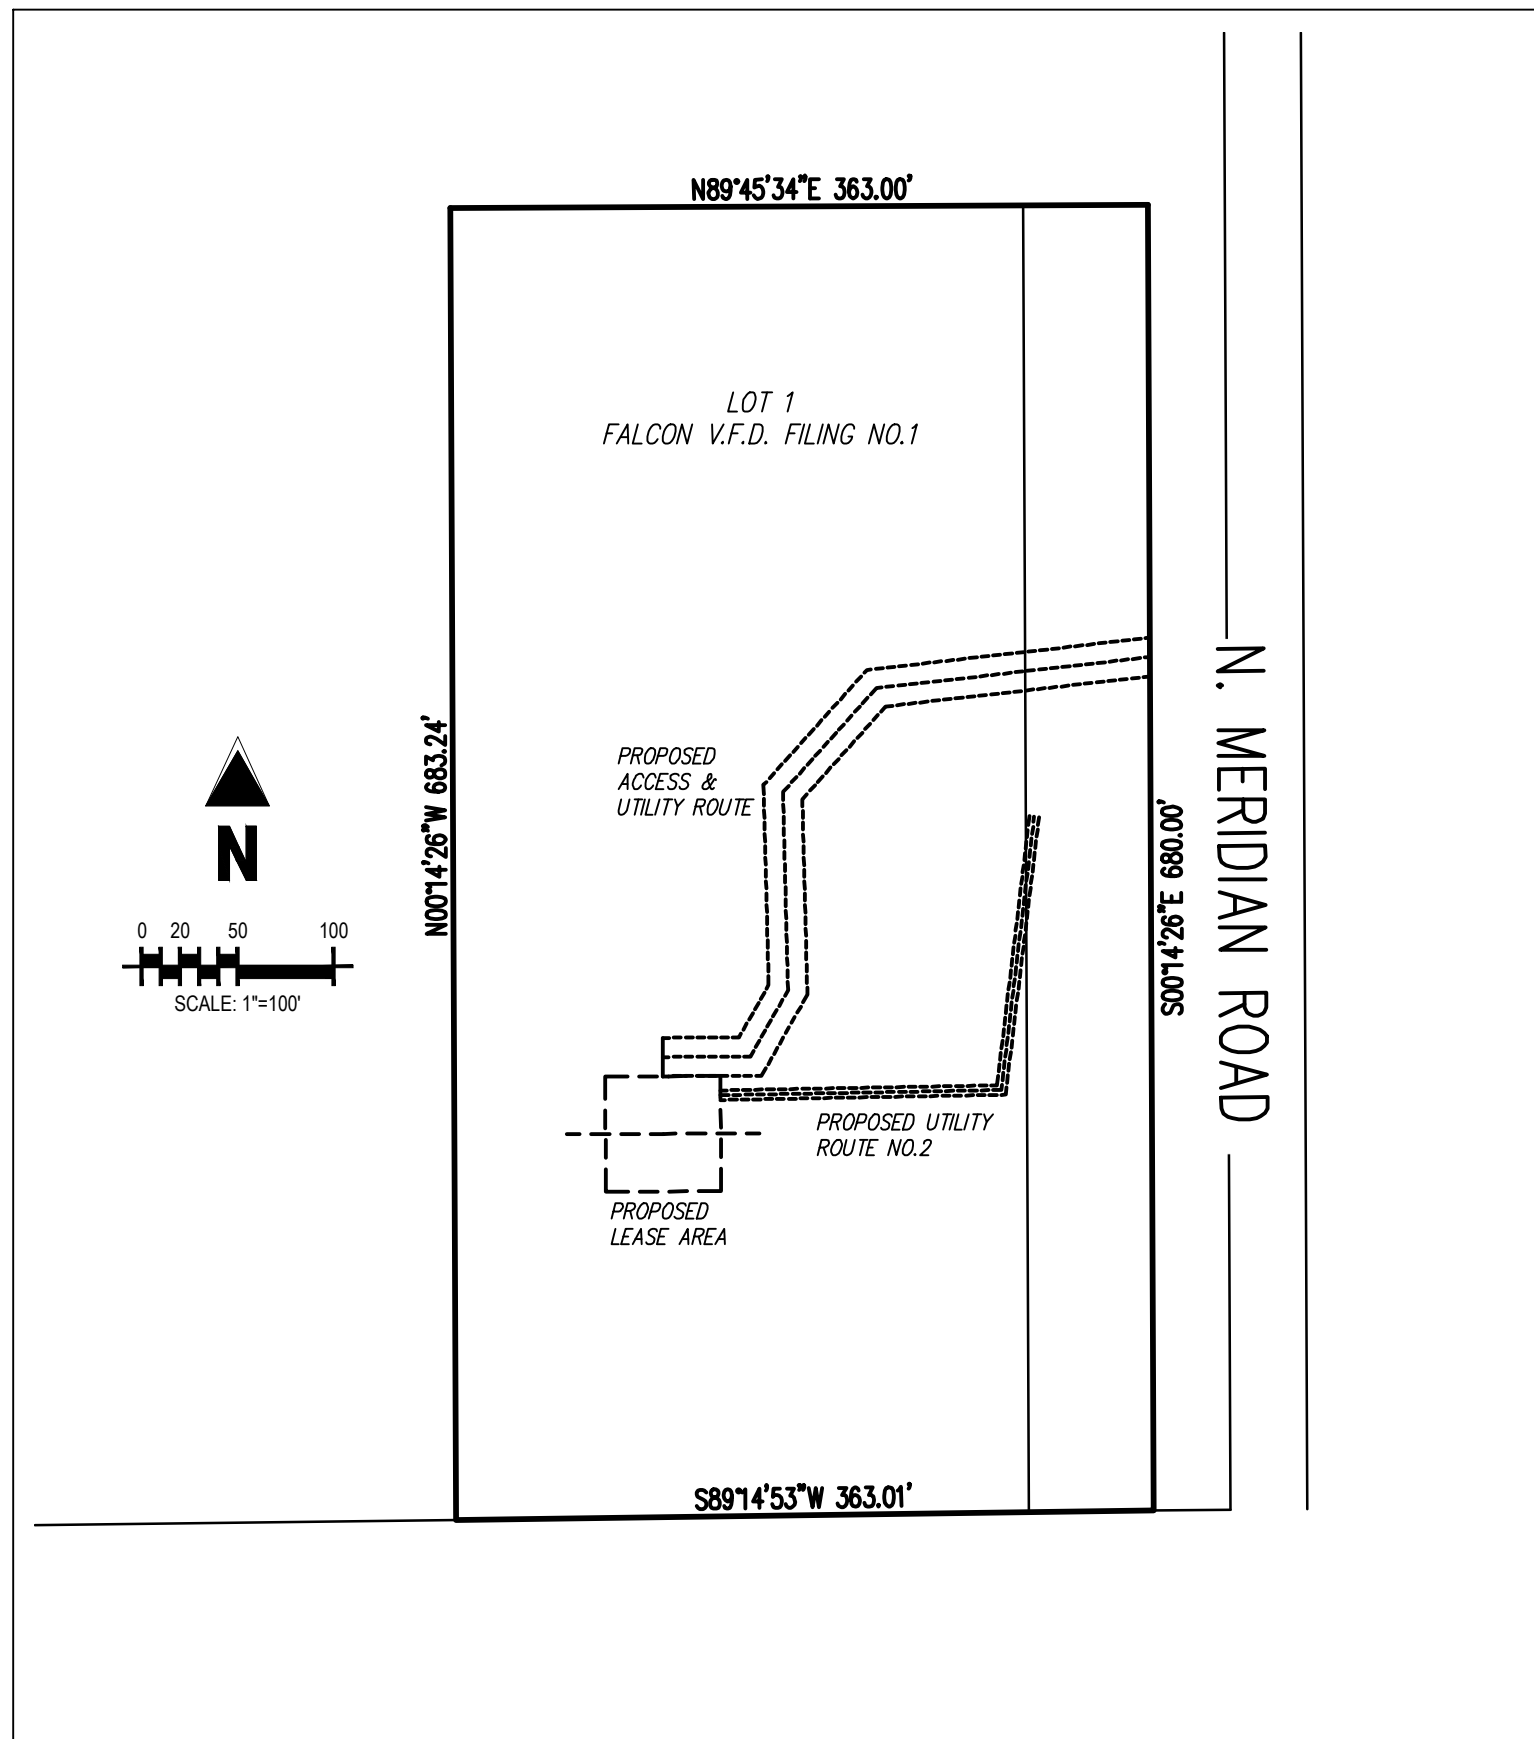 N89°45'34"E 363.00'
LOT 1
FALCON V.F.D. FILING NO.1
N. MERIDIAN ROAD
N00°14'26"W 683.24'
PROPOSED
ACCESS &
UTILITY ROUTE
S00°14'26"E 680.00'
N
0 20 50 100
SCALE: 1"=100'
PROPOSED UTILITY
ROUTE NO.2
PROPOSED
LEASE AREA
S89°14'53"W 363.01'